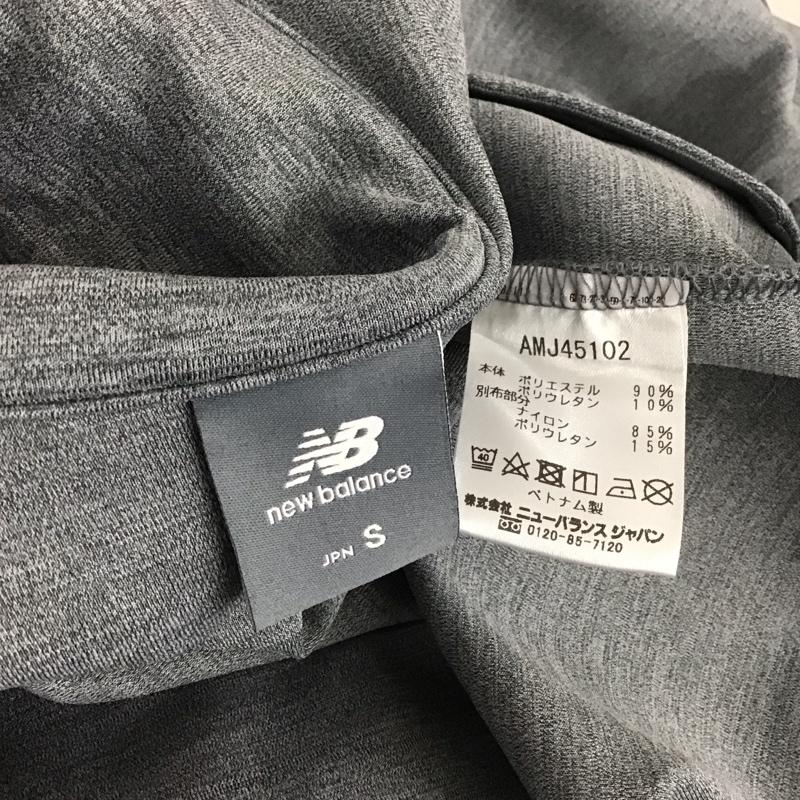 NB
new balance
JPN S
AMJ45102
本体
ポリエステル 90%
ポリウレタン 10%
別布部分
ナイロン 85%
ポリウレタン 15%
40
ベトナム製
株式会社 ニューバランス ジャパン
0120-85-7120